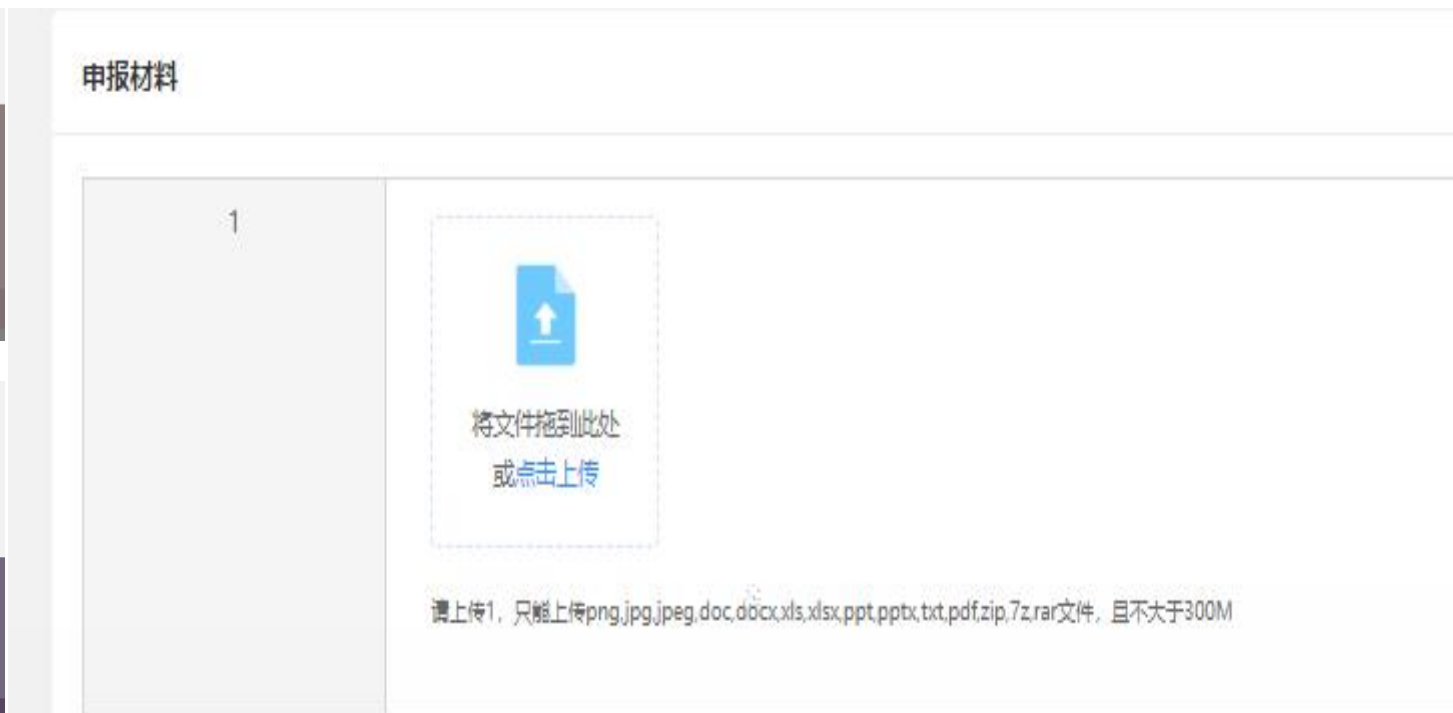 申报材料
1
将文件拖到此处
或点击上传
请上传1，只能上传png,jpg,jpeg,doc,docx,xls,xlsx,ppt,pptx,txt,pdf,zip,7z,rar文件，且不大于300M